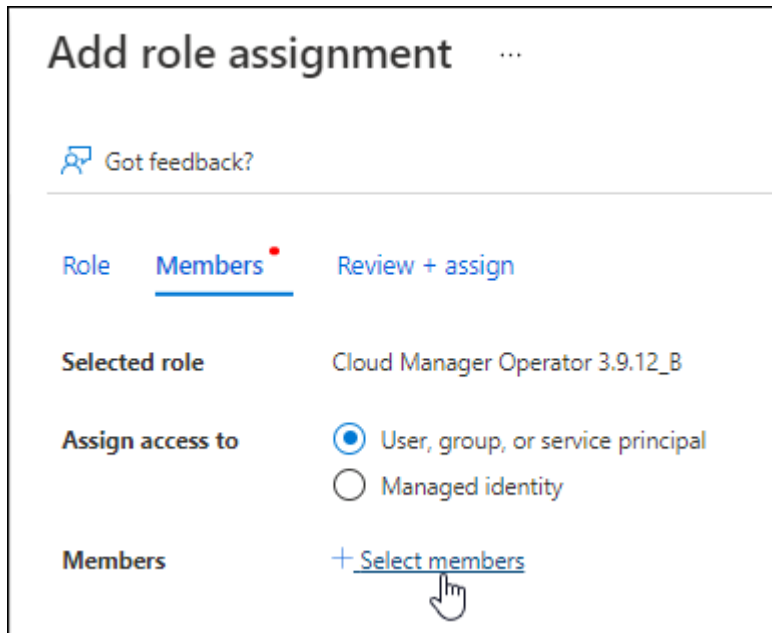 Add role assignment ...
Got feedback?
Role Members Review + assign
Selected role Cloud Manager Operator 3.9.12_B
Assign access to User, group, or service principal
Managed identity
Members + Select members